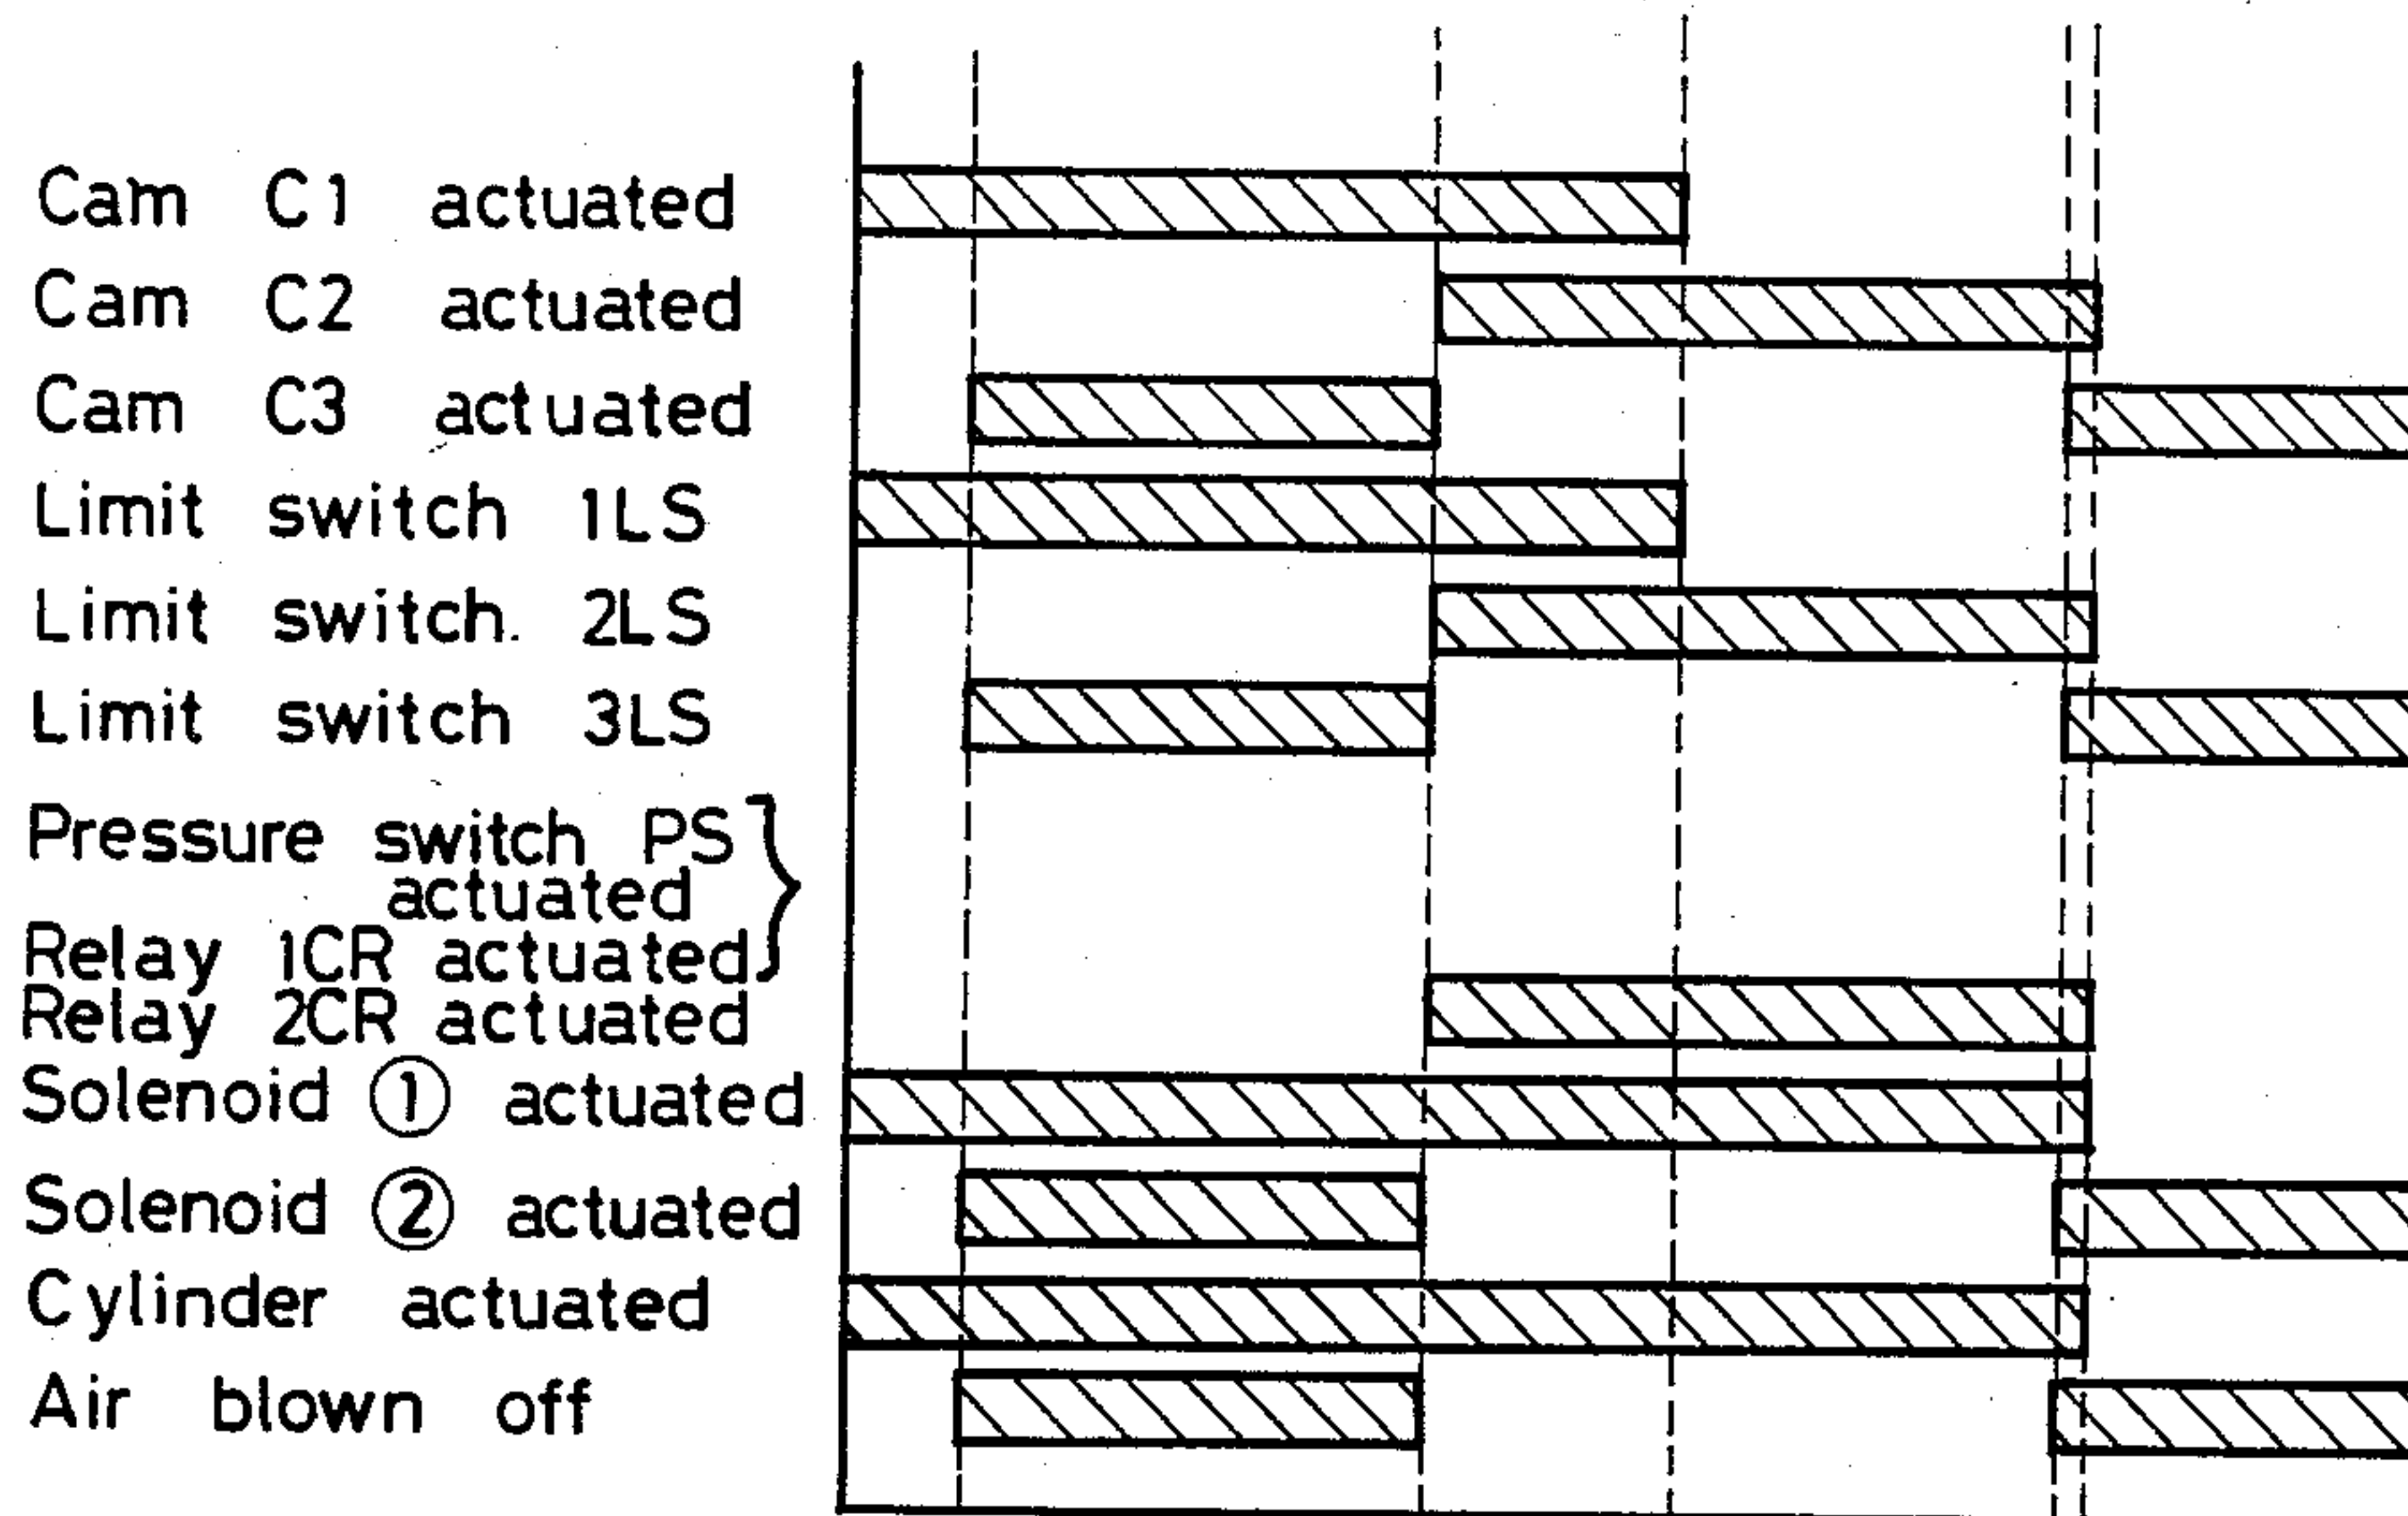 Cam C1 actuated
Cam C2 actuated
Cam C3 actuated
Limit switch 1LS
Limit switch. 2LS
Limit switch 3LS
Pressure switch PS
actuated
Relay 1CR actuated
Relay 2CR actuated
Solenoid ① actuated
Solenoid ② actuated
Cylinder actuated
Air blown off